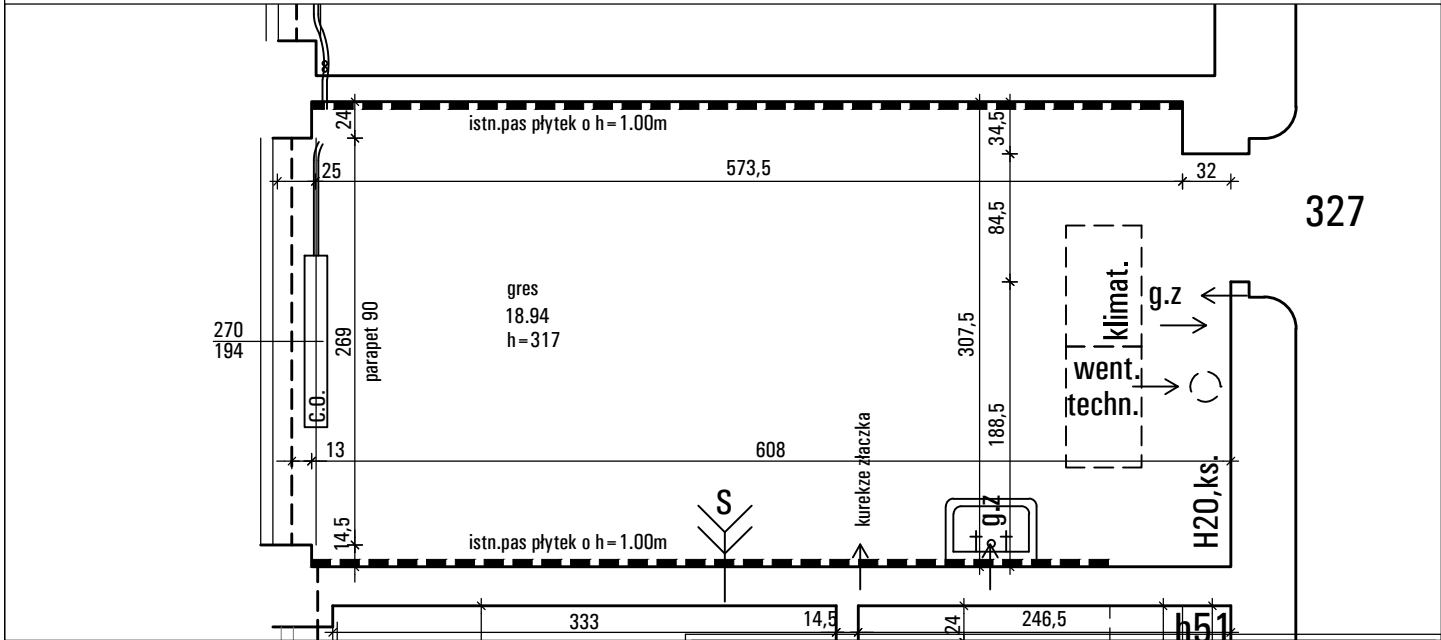 24
istn.pas płytek o h=1.00m
34,5
25
573,5
32
84,5
327
gres
18.94
h=317
klimat.
g.z
270
194
269
parapet 90
307,5
went.
techn.
c.o.
188,5
13
608
kurekze złaczka
H20,ks.
S
g.z
14,5
istn.pas płytek o h=1.00m
333
14,5
24
246,5
h51